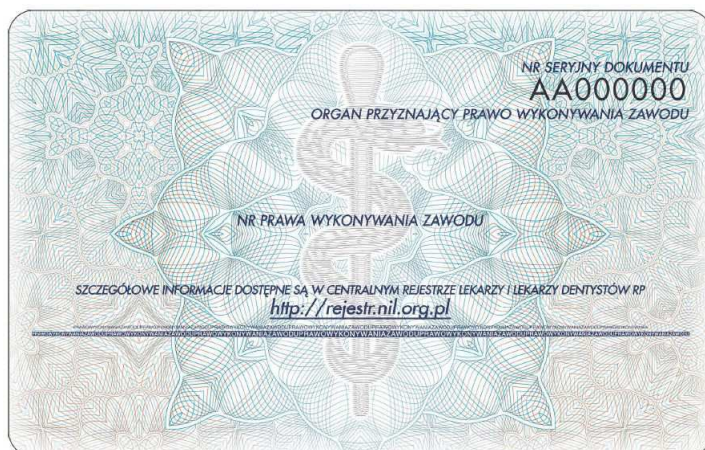 NR SERYJNY DOKUMENTU
AA000000
ORGAN PRZYZNAJĄCY PRAWO WYKONYWANIA ZAWODU
NR PRAWA WYKONYWANIA ZAWODU
SZCZEGÓŁOWE INFORMACJE DOSTĘPNE SĄ W CENTRALNYM REJESTRZE LEKARZY I LEKARZY DENTYSTÓW RP
http://rejestr.nil.org.pl